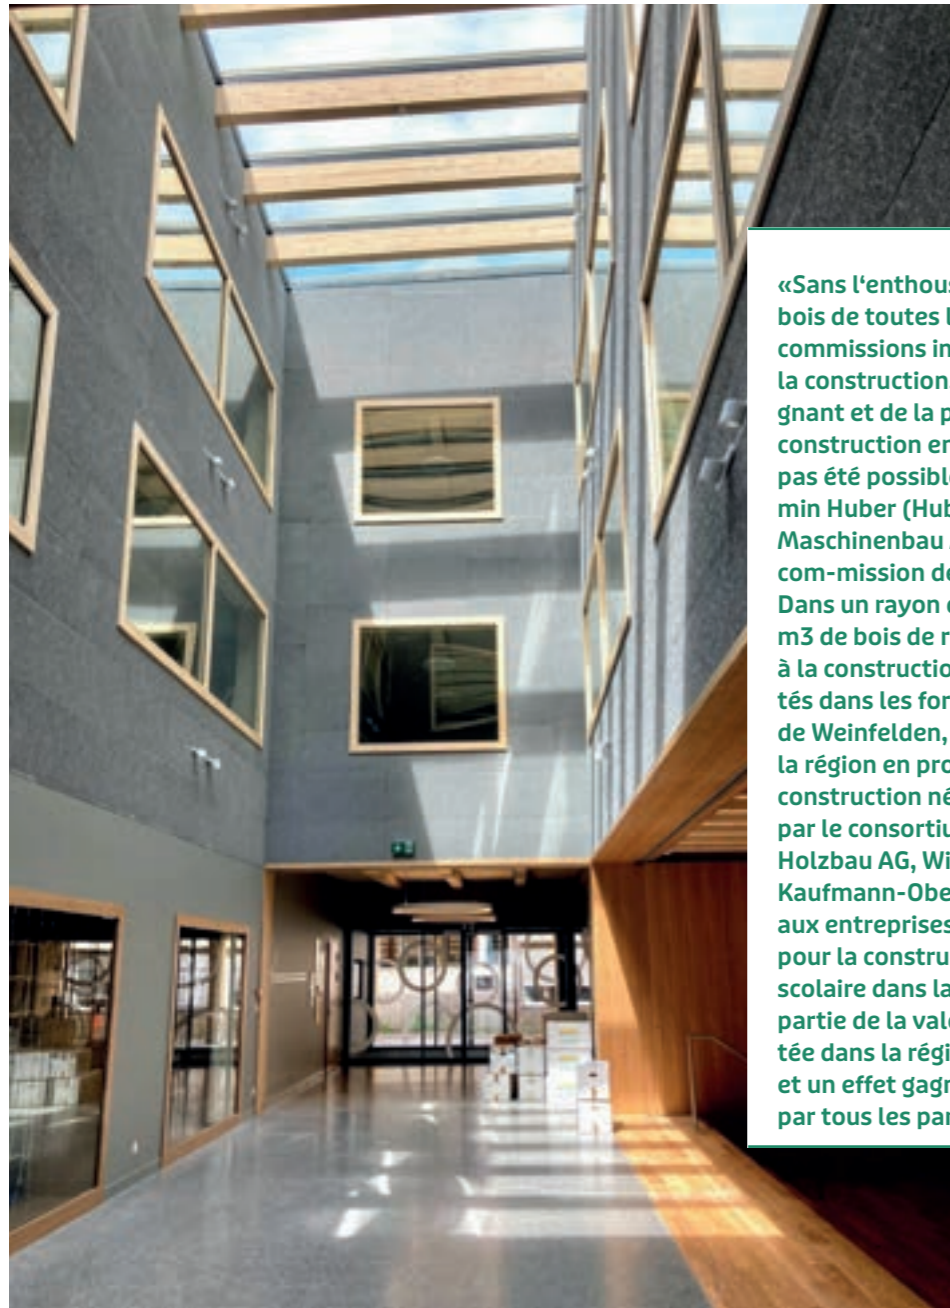 «Sans l‘enthous
bois de toutes l
commissions in
la construction
gnant et de la p
construction en
pas été possible
min Huber (Hub
Maschinenbau
com-mission de
Dans un rayon
m3 de bois de r
à la constructio
tés dans les for
de Weinfelden,
la région en pro
construction né
par le consortiu
Holzbau AG, Wi
Kaufmann-Obe
aux entreprises
pour la constru
scolaire dans la
partie de la val
tée dans la régi
et un effet gagn
par tous les par